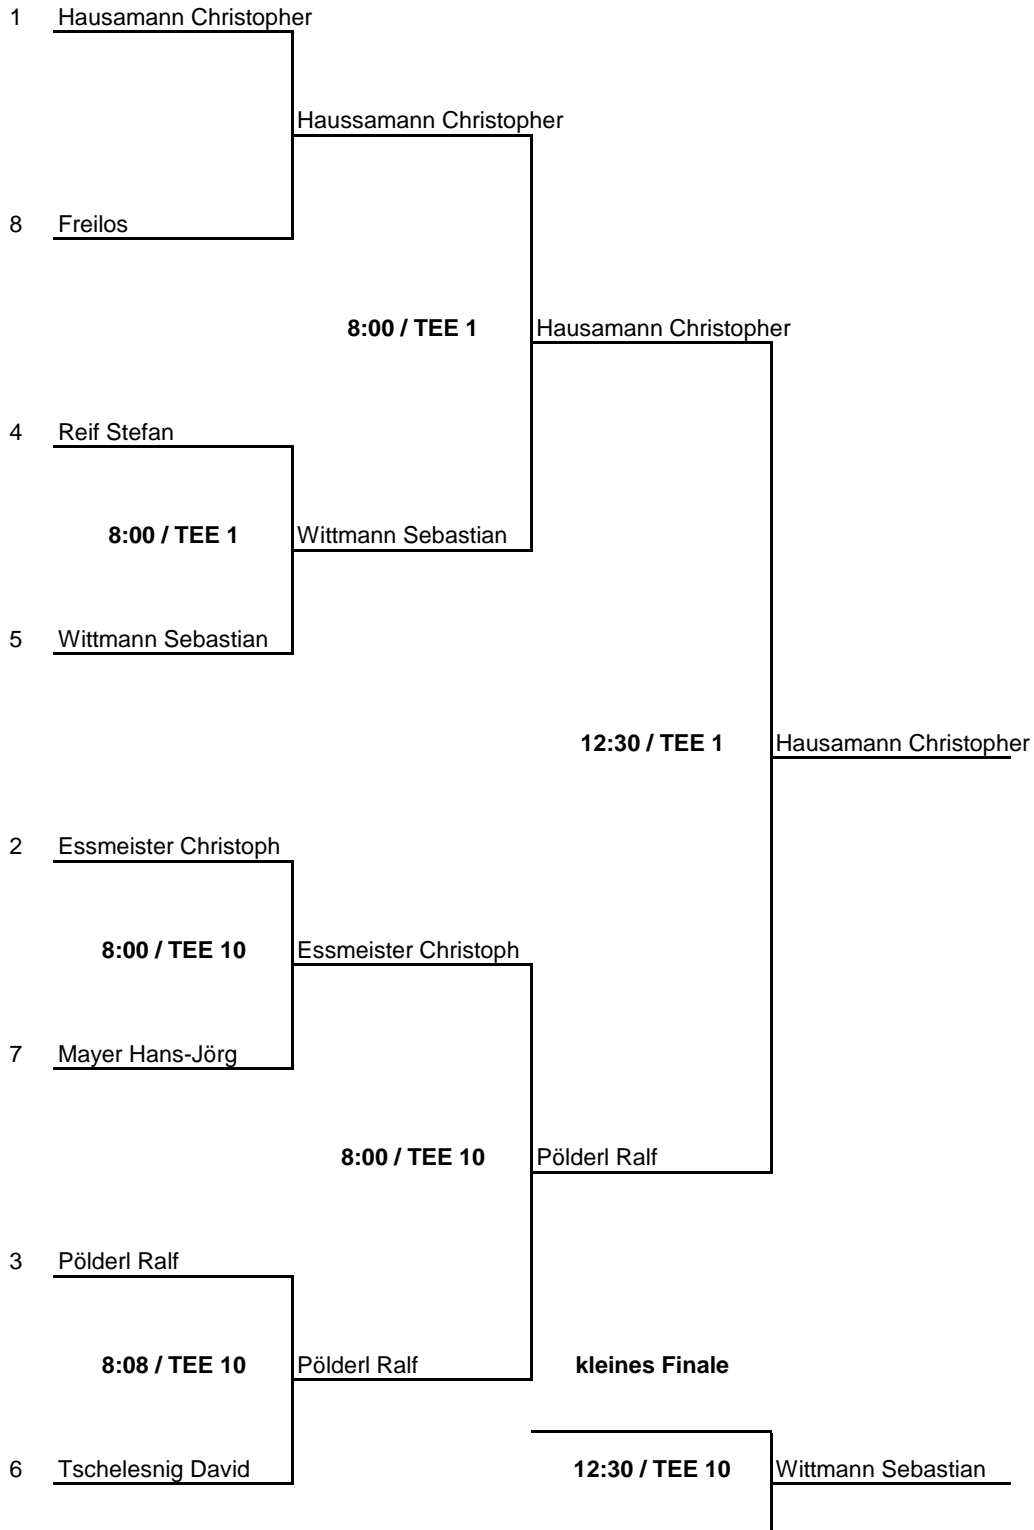 1 Hausamann Christopher
Haussamann Christopher
8 Freilos
8:00 / TEE 1 Hausamann Christopher
4 Reif Stefan
8:00 / TEE 1 Wittmann Sebastian
5 Wittmann Sebastian
12:30 / TEE 1 Hausamann Christopher
2 Essmeister Christoph
8:00 / TEE 10 Essmeister Christoph
7 Mayer Hans-Jörg
8:00 / TEE 10 Pölderl Ralf
3 Pölderl Ralf
8:08 / TEE 10 Pölderl Ralf kleines Finale
6 Tschelesnig David 12:30 / TEE 10 Wittmann Sebastian